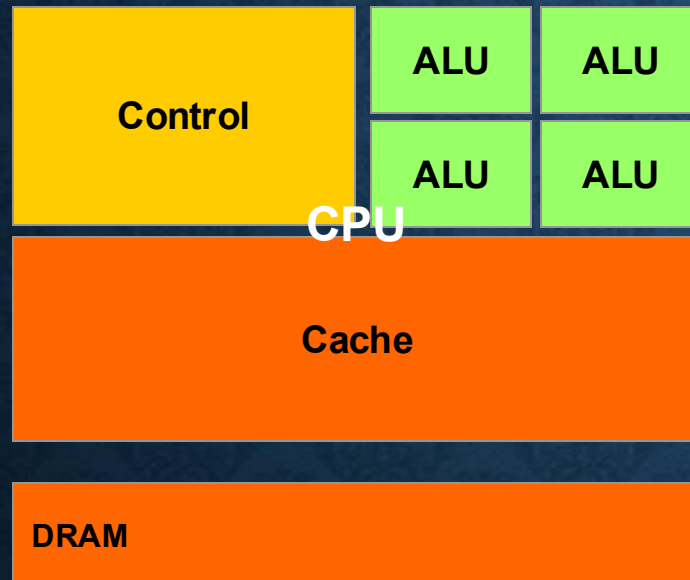 Control
ALU
ALU
ALU
ALU
CPU
Cache
DRAM